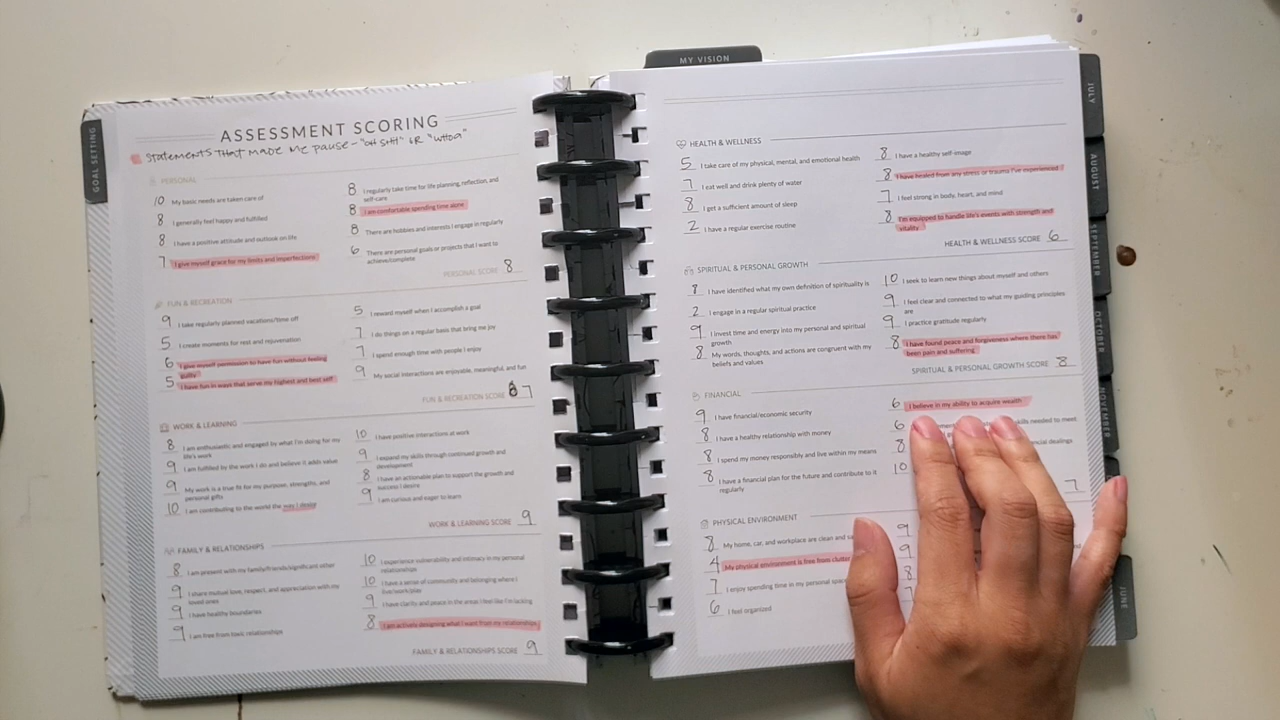 MY VISION
GOAL SETTING
ASSESSMENT SCORING
STATEMENTS THAT MADE ME PAUSE - "OH SHIT" OR "WHOA"
PERSONAL
10 My basic needs are taken care of
8 I generally feel happy and fulfilled
8 I have a positive attitude and outlook on life
7 I give myself grace for my limits and imperfections
8 I regularly take time for life planning, reflection, and
self-care
8 I am comfortable spending time alone
8 There are hobbies and interests I engage in regularly
6 There are personal goals or projects that I want to
achieve/complete
PERSONAL SCORE 8
FUN & RECREATION
9 I take regularly planned vacations/time off
5 I create moments for rest and rejuvenation
6 I give myself permission to have fun without feeling
guilty
5 I have fun in ways that serve my highest and best self
5 I reward myself when I accomplish a goal
7 I do things on a regular basis that bring me joy
7 I spend enough time with people I enjoy
9 My social interactions are enjoyable, meaningful, and fun
FUN & RECREATION SCORE 7
WORK & LEARNING
8 I am enthusiastic and engaged by what I'm doing for my
life's work
9 I am fulfilled by the work I do and believe it adds value
9 My work is a true fit for my purpose, strengths, and
personal gifts
10 I am contributing to the world the way I desire
10 I have positive interactions at work
9 I expand my skills through continued growth and
development
8 I have an actionable plan to support the growth and
success I desire
9 I am curious and eager to learn
WORK & LEARNING SCORE 9
FAMILY & RELATIONSHIPS
8 I am present with my family/friends/significant other
9 I share mutual love, respect, and appreciation with my
loved ones
9 I have healthy boundaries
9 I am free from toxic relationships
10 I experience vulnerability and intimacy in my personal
relationships
10 I have a sense of community and belonging where I
live/work/play
9 I have clarity and peace in the areas I feel like I'm lacking
8 I am actively designing what I want from my relationships
FAMILY & RELATIONSHIPS SCORE 9
HEALTH & WELLNESS
5 I take care of my physical, mental, and emotional health
7 I eat well and drink plenty of water
8 I get a sufficient amount of sleep
2 I have a regular exercise routine
8 I have a healthy self-image
8 I have healed from any stress or trauma I've experienced
7 I feel strong in body, heart, and mind
8 I'm equipped to handle life's events with strength and
vitality
HEALTH & WELLNESS SCORE 6
SPIRITUAL & PERSONAL GROWTH
8 I have identified what my own definition of spirituality is
2 I engage in a regular spiritual practice
9 I invest time and energy into my personal and spiritual
growth
8 My words, thoughts, and actions are congruent with my
beliefs and values
10 I seek to learn new things about myself and others
9 I feel clear and connected to what my guiding principles
are
9 I practice gratitude regularly
8 I have found peace and forgiveness where there has
been pain and suffering
SPIRITUAL & PERSONAL GROWTH SCORE 8
FINANCIAL
9 I have financial/economic security
8 I have a healthy relationship with money
8 I spend my money responsibly and live within my means
8 I have a financial plan for the future and contribute to it
regularly
6 I believe in my ability to acquire wealth
6 skills needed to meet
8 dealings
10
7
PHYSICAL ENVIRONMENT
8 My home, car, and workplace are clean and
4 My physical environment is free from clutter
7 I enjoy spending time in my personal
6 I feel organized
9
9
8
JULY
AUGUST
SEPTEMBER
OCTOBER
NOVEMBER
JUNE